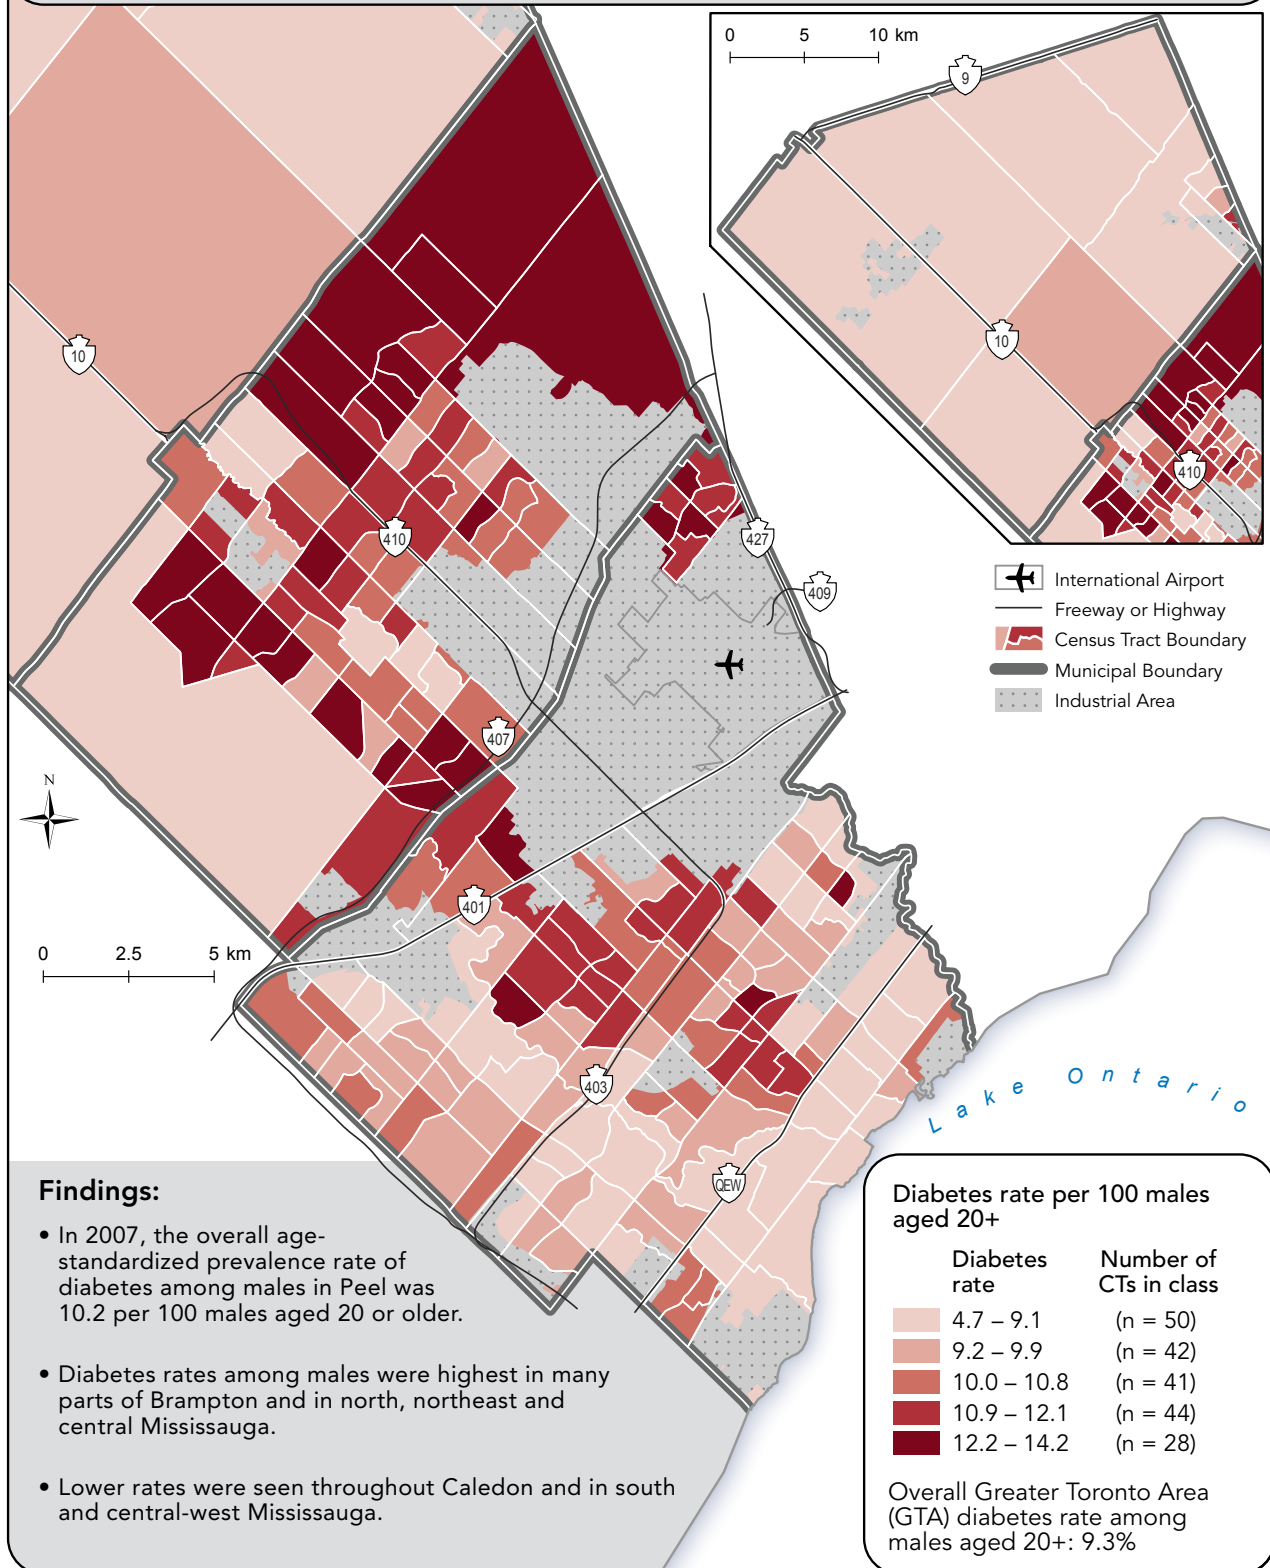 0 5 10 km
9
10
410
10
410
427
409
407
401
403
QEW
International Airport
Freeway or Highway
Census Tract Boundary
Municipal Boundary
Industrial Area
N
0 2.5 5 km
Lake Ontario
Findings:
• In 2007, the overall age-
standardized prevalence rate of
diabetes among males in Peel was
10.2 per 100 males aged 20 or older.
• Diabetes rates among males were highest in many
parts of Brampton and in north, northeast and
central Mississauga.
• Lower rates were seen throughout Caledon and in south
and central-west Mississauga.
Diabetes rate per 100 males
aged 20+
Diabetes Number of
rate CTs in class
4.7 – 9.1 (n = 50)
9.2 – 9.9 (n = 42)
10.0 – 10.8 (n = 41)
10.9 – 12.1 (n = 44)
12.2 – 14.2 (n = 28)
Overall Greater Toronto Area
(GTA) diabetes rate among
males aged 20+: 9.3%